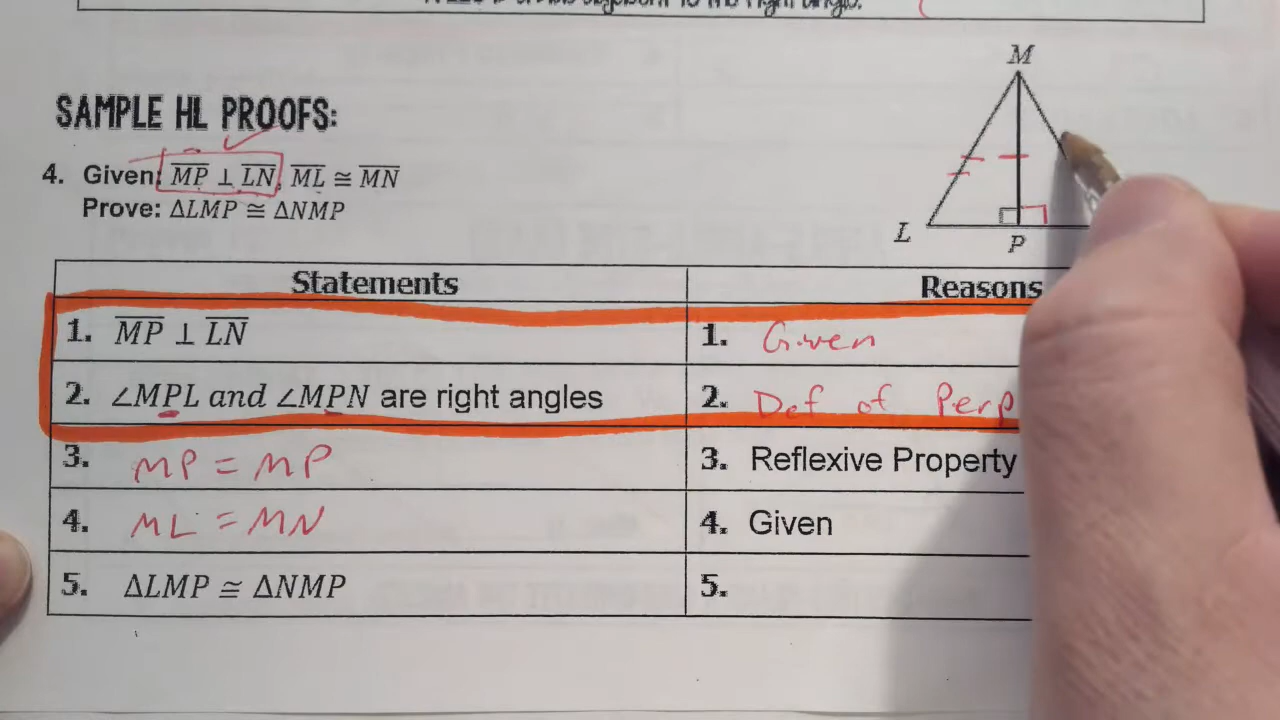 right angle.
M
SAMPLE HL PROOFS:
4. Given: MP ⊥ LN, ML ≅ MN
Prove: ΔLMP ≅ ΔNMP
L
P
Statements
Reasons
1. MP ⊥ LN
1. Given
2. ∠MPL and ∠MPN are right angles
2. Def of Perp
3. MP = MP
3. Reflexive Property
4. ML = MN
4. Given
5. ΔLMP ≅ ΔNMP
5.